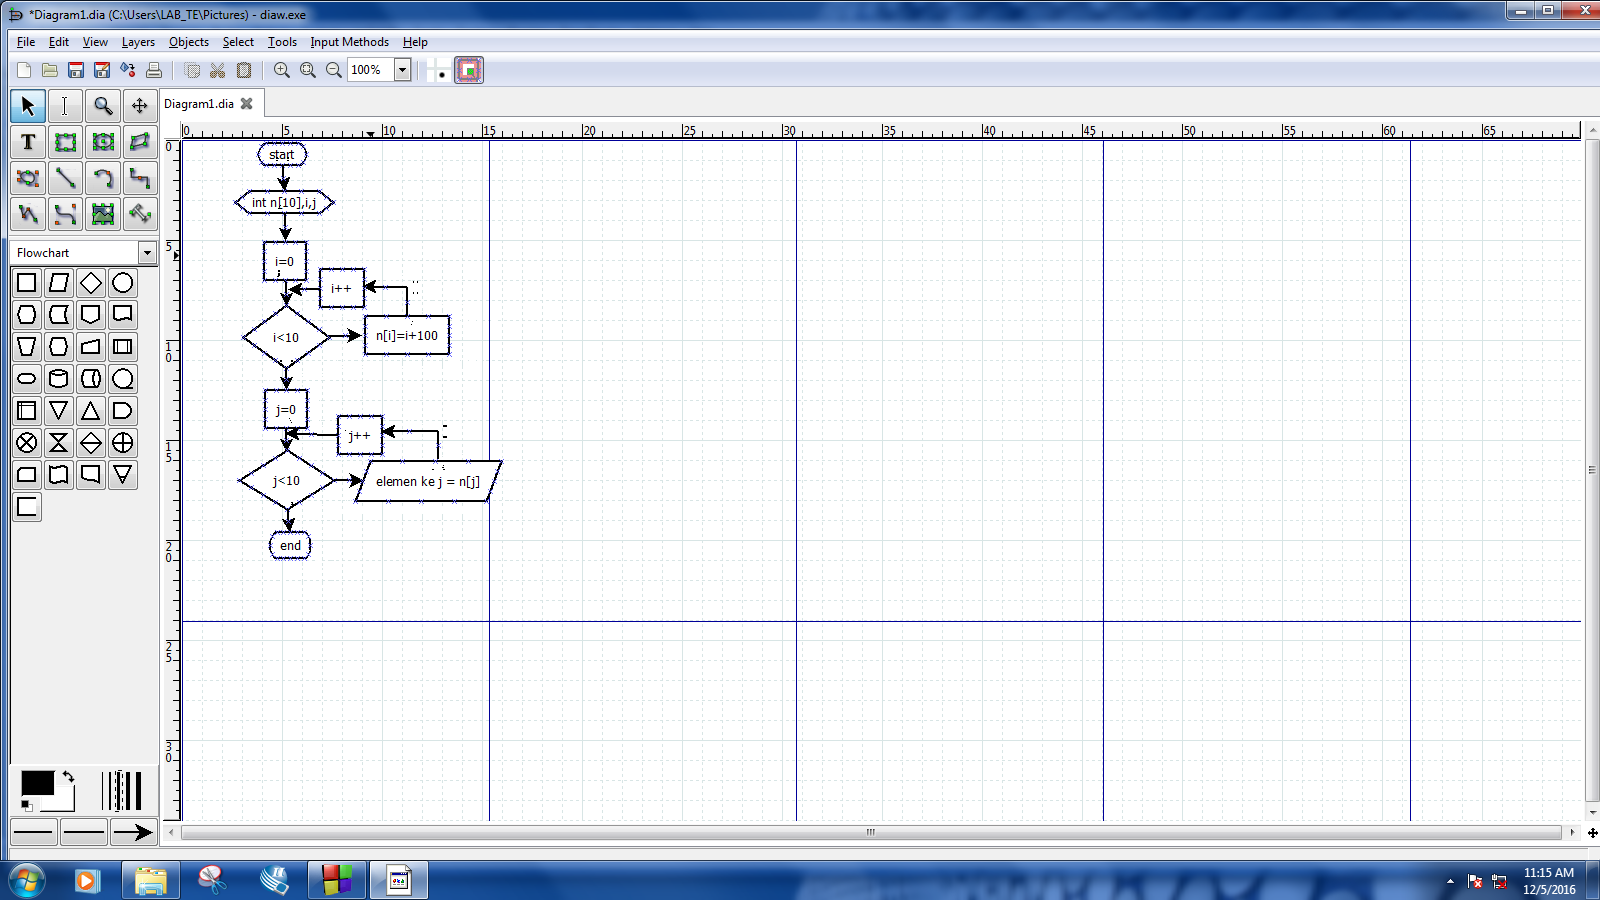 *Diagram1.dia (C:\Users\LAB_TE\Pictures) - diaw.exe
File Edit View Layers Objects Select Tools Input Methods Help
100%
Diagram1.dia
0 5 10 15 20 25 30 35 40 45 50 55 60 65
0
5
10
15
20
25
30
T
Flowchart
start
int n[10],i,j
i=0
i++
i<10
n[i]=i+100
j=0
j++
j<10
elemen ke j = n[j]
end
11:15 AM
12/5/2016